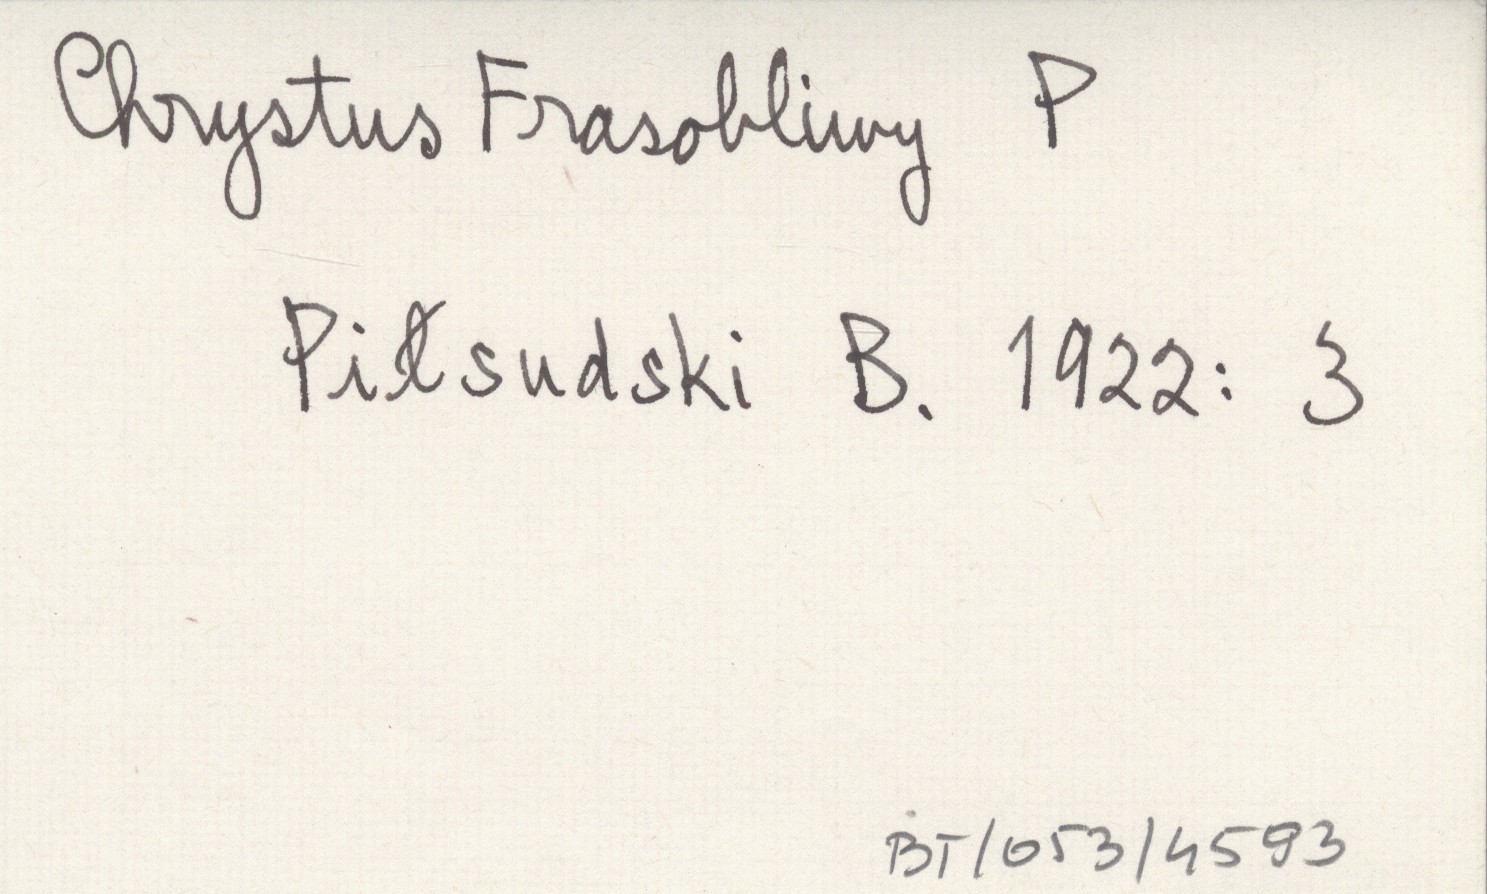 Chrystus Frasobliwy P
Piłsudski B. 1922: 3
BT/053/4593